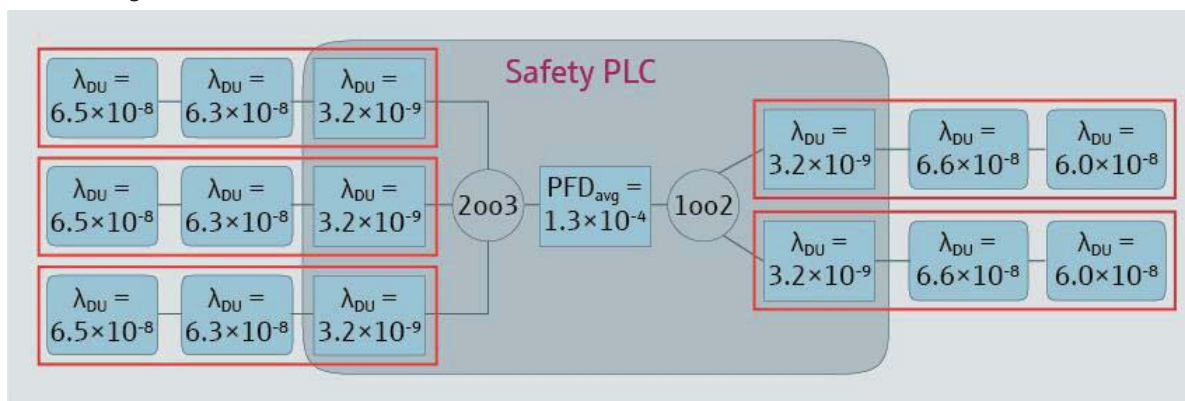 Safety PLC
λDU =
6.5×10⁻⁸
λDU =
6.3×10⁻⁸
λDU =
3.2×10⁻⁹
λDU =
6.5×10⁻⁸
λDU =
6.3×10⁻⁸
λDU =
3.2×10⁻⁹
λDU =
6.5×10⁻⁸
λDU =
6.3×10⁻⁸
λDU =
3.2×10⁻⁹
2oo3
PFDavg =
1.3×10⁻⁴
1oo2
λDU =
3.2×10⁻⁹
λDU =
6.6×10⁻⁸
λDU =
6.0×10⁻⁸
λDU =
3.2×10⁻⁹
λDU =
6.6×10⁻⁸
λDU =
6.0×10⁻⁸